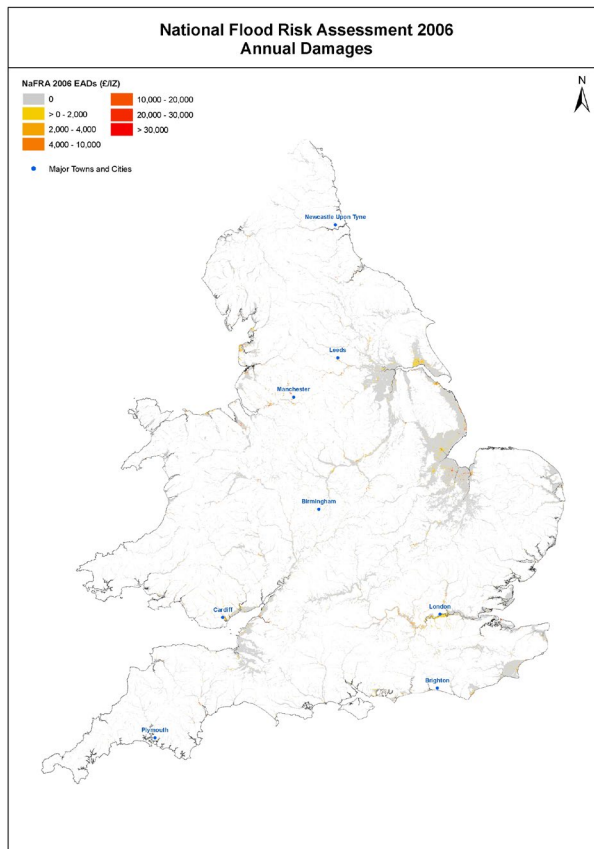 National Flood Risk Assessment 2006
Annual Damages
N
NaFRA 2006 EADs (£/IZ)
0
> 0 - 2,000
2,000 - 4,000
4,000 - 10,000
10,000 - 20,000
20,000 - 30,000
> 30,000
Major Towns and Cities
Newcastle Upon Tyne
Leeds
Manchester
Birmingham
Cardiff
London
Brighton
Plymouth